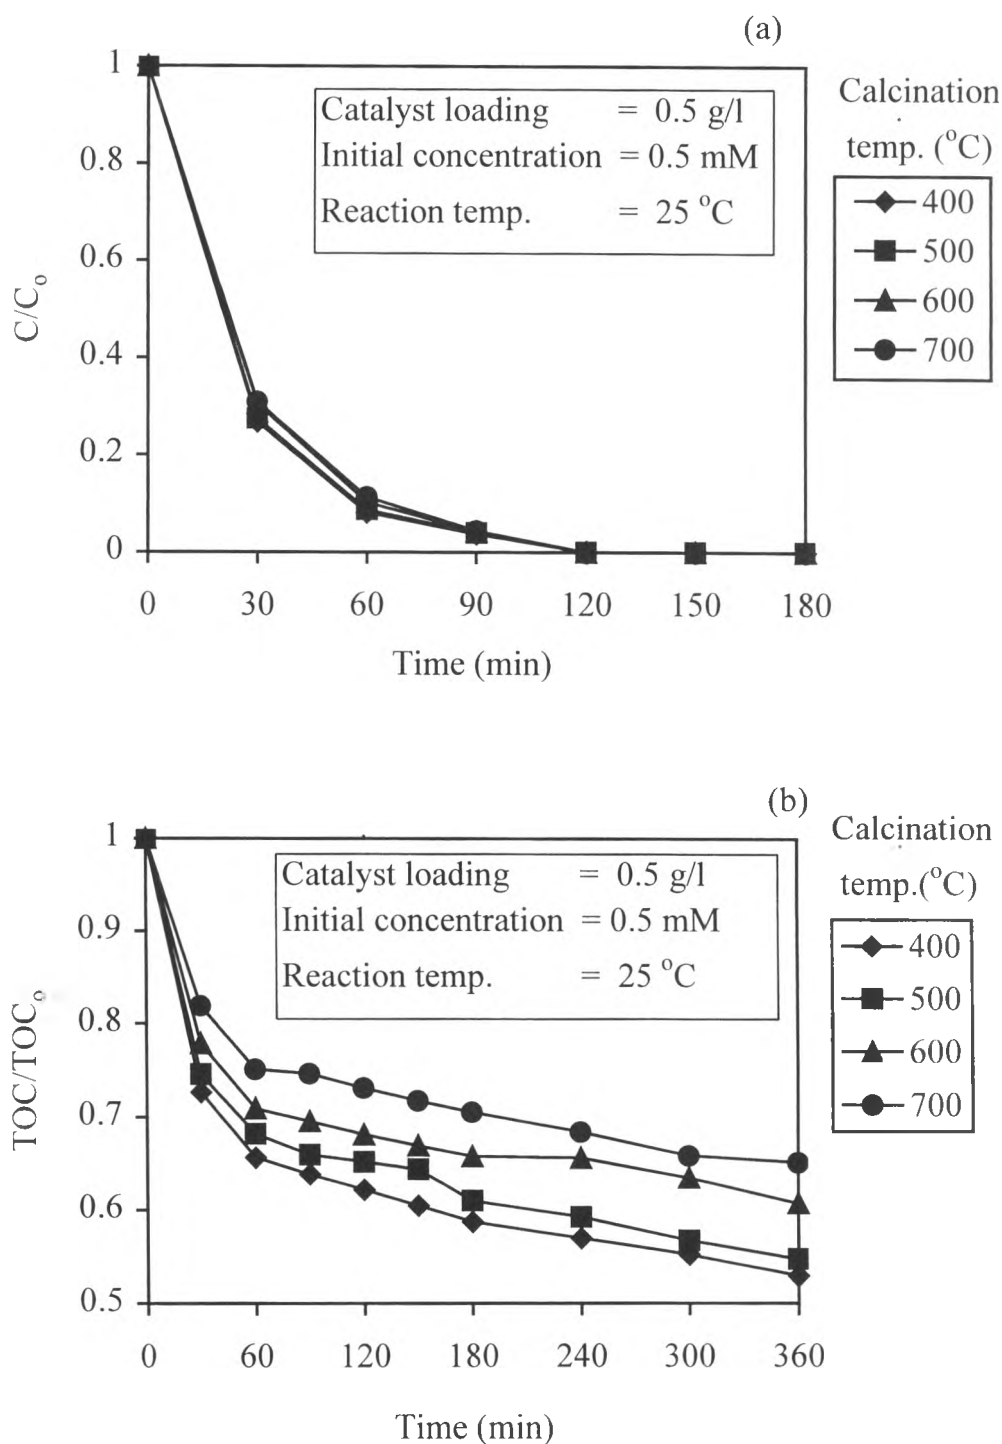 (a)
1
0.8
0.6
0.4
0.2
0
C/Co
Catalyst loading = 0.5 g/l
Initial concentration = 0.5 mM
Reaction temp. = 25 °C
Calcination
temp. (°C)
400
500
600
700
0 30 60 90 120 150 180
Time (min)
(b)
1
0.9
0.8
0.7
0.6
0.5
TOC/TOCo
Catalyst loading = 0.5 g/l
Initial concentration = 0.5 mM
Reaction temp. = 25 °C
Calcination
temp.(°C)
400
500
600
700
0 60 120 180 240 300 360
Time (min)